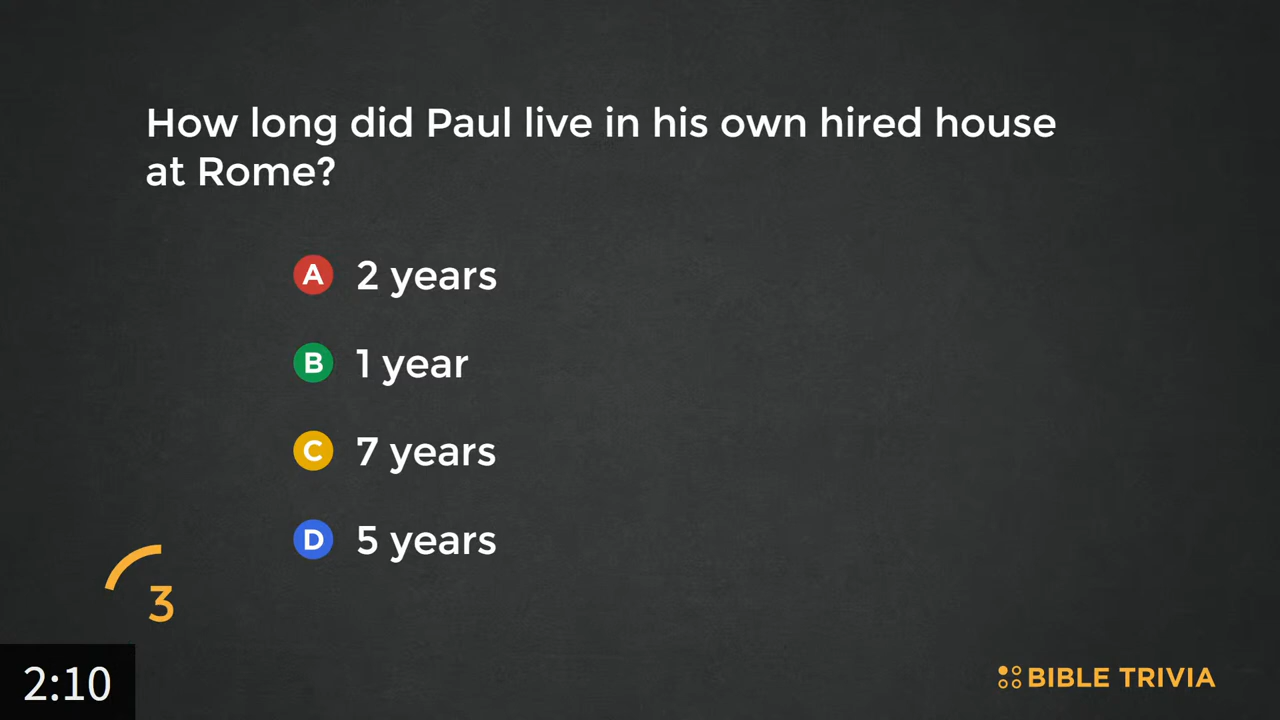 How long did Paul live in his own hired house
at Rome?
A 2 years
B 1 year
C 7 years
D 5 years
3
2:10
BIBLE TRIVIA